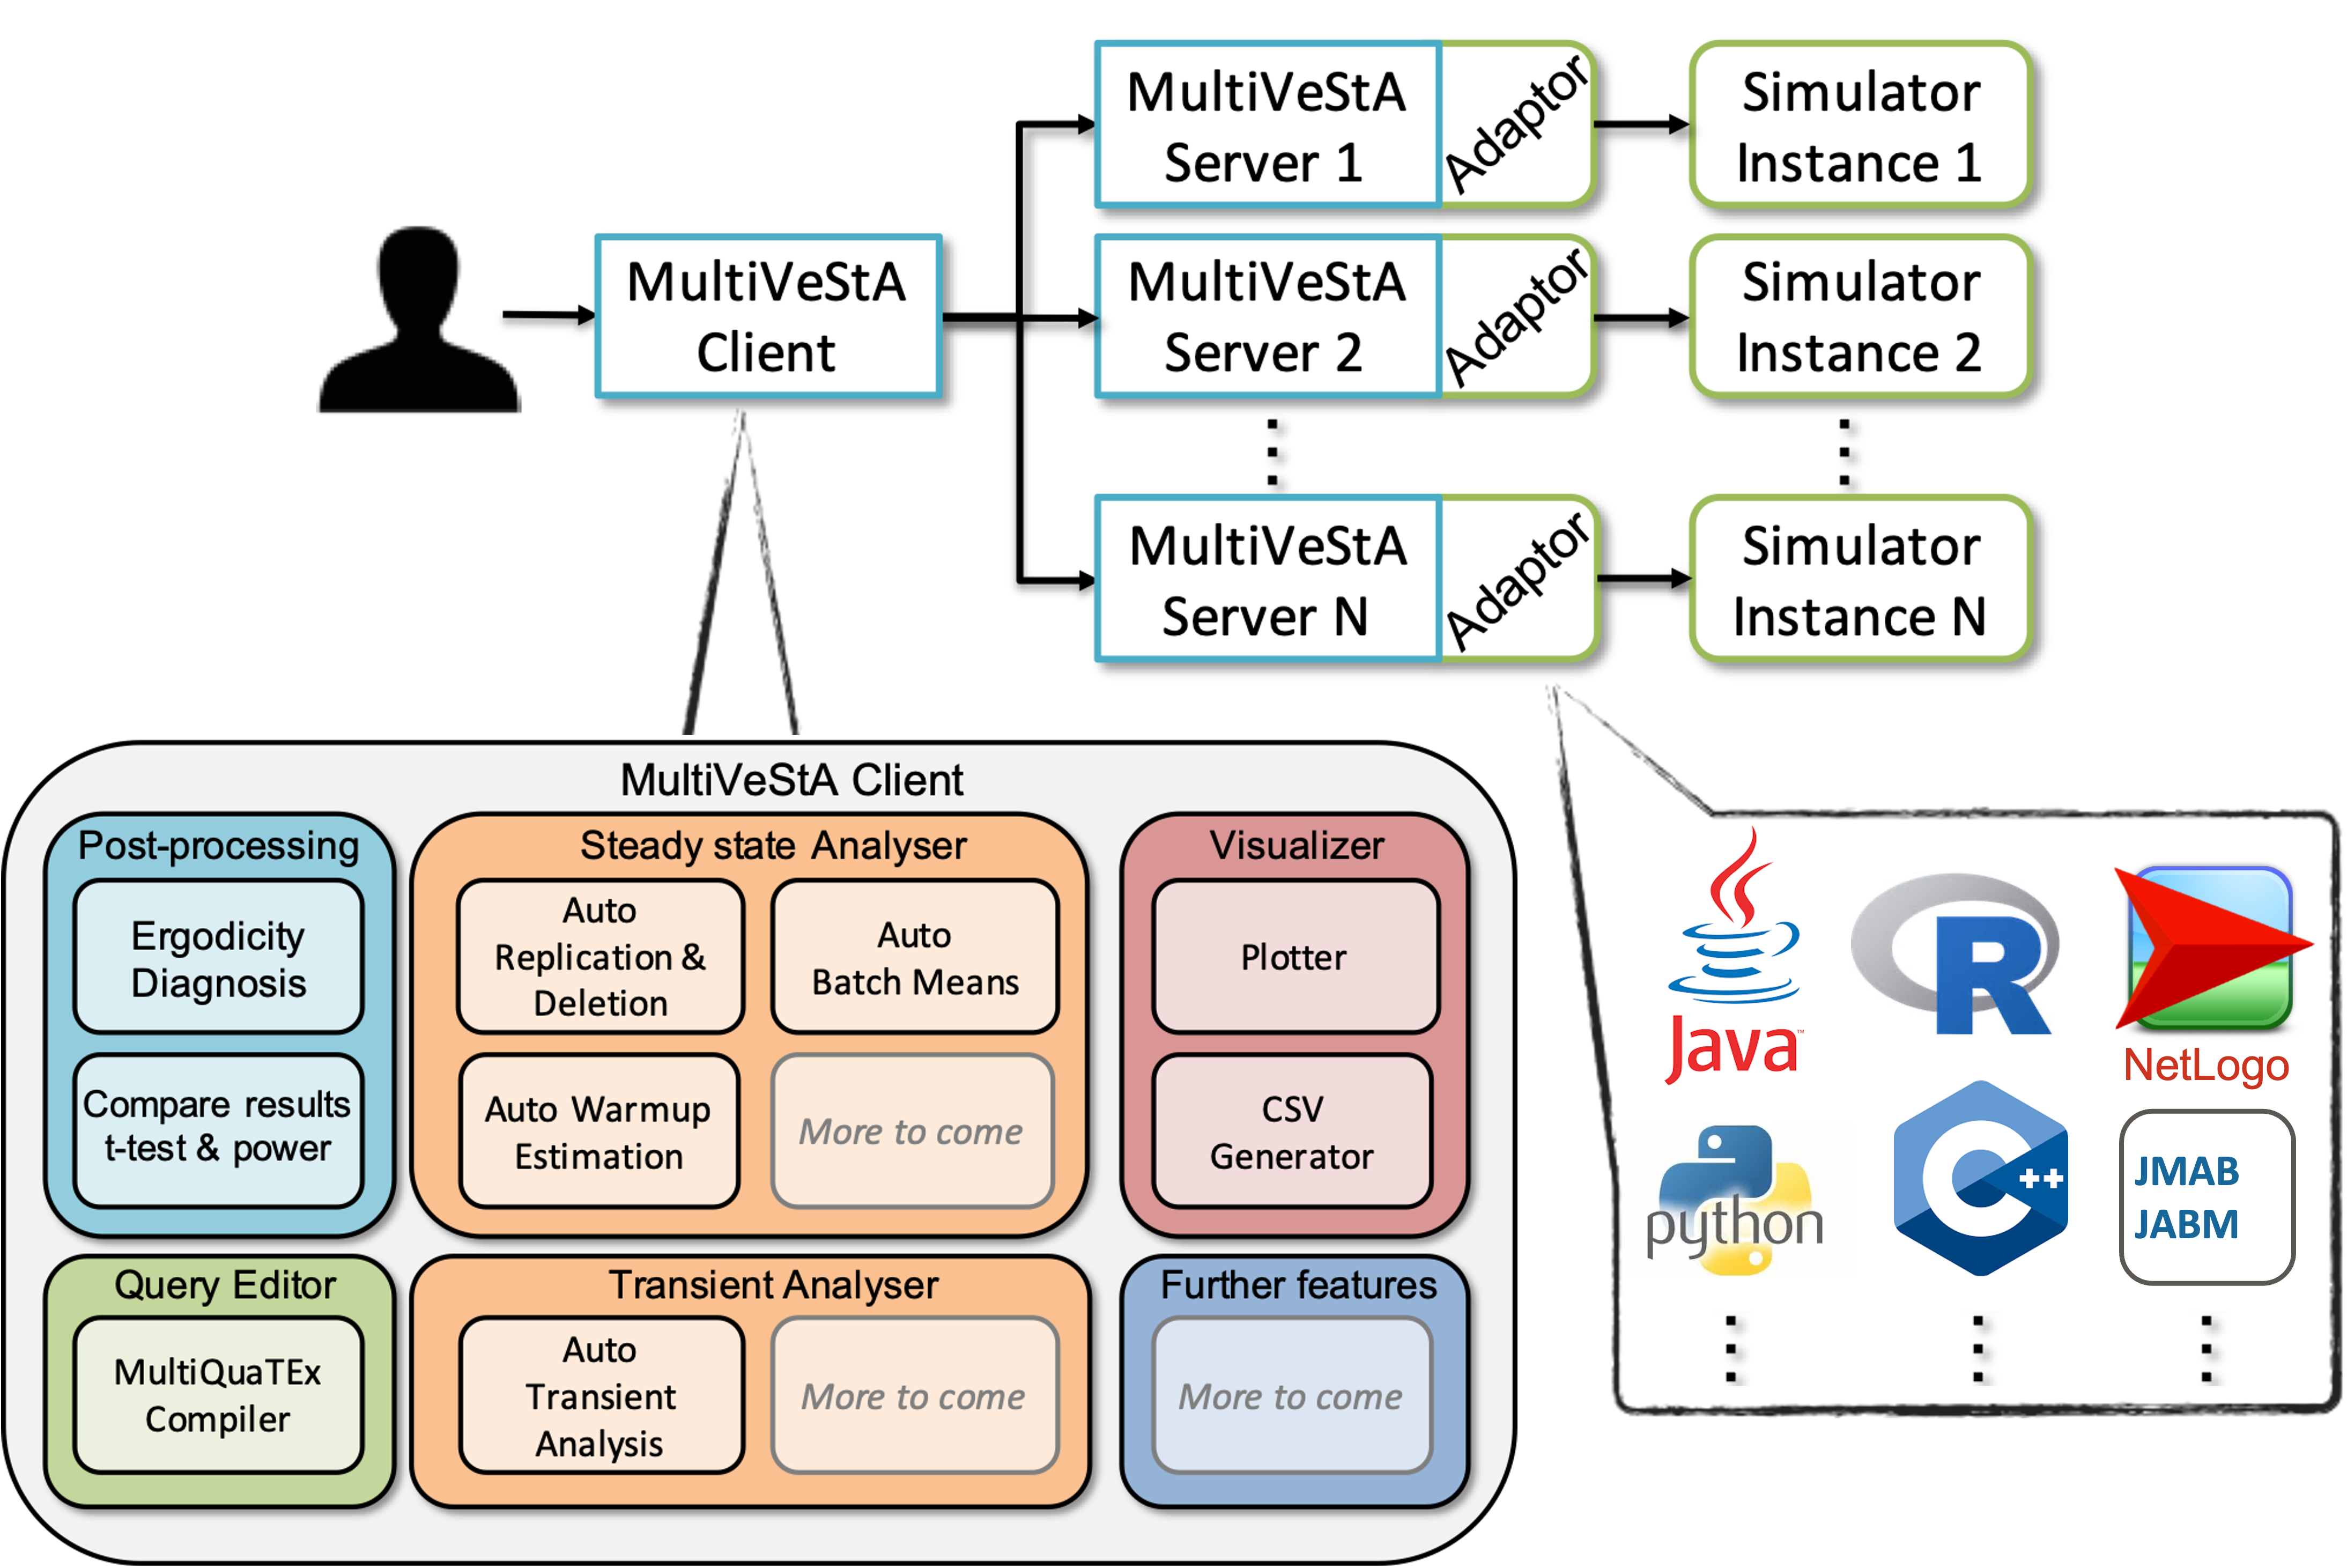 MultiVeStA
Server 1
Adaptor
Simulator
Instance 1
MultiVeStA
Client
MultiVeStA
Server 2
Adaptor
Simulator
Instance 2
MultiVeStA
Server N
Adaptor
Simulator
Instance N
MultiVeStA Client
Post-processing
Ergodicity
Diagnosis
Compare results
t-test & power
Steady state Analyser
Auto
Replication &
Deletion
Auto
Batch Means
Auto Warmup
Estimation
More to come
Visualizer
Plotter
CSV
Generator
Query Editor
MultiQuaTEx
Compiler
Transient Analyser
Auto
Transient
Analysis
More to come
Further features
More to come
Java™
R
NetLogo
python
C++
JMAB
JABM